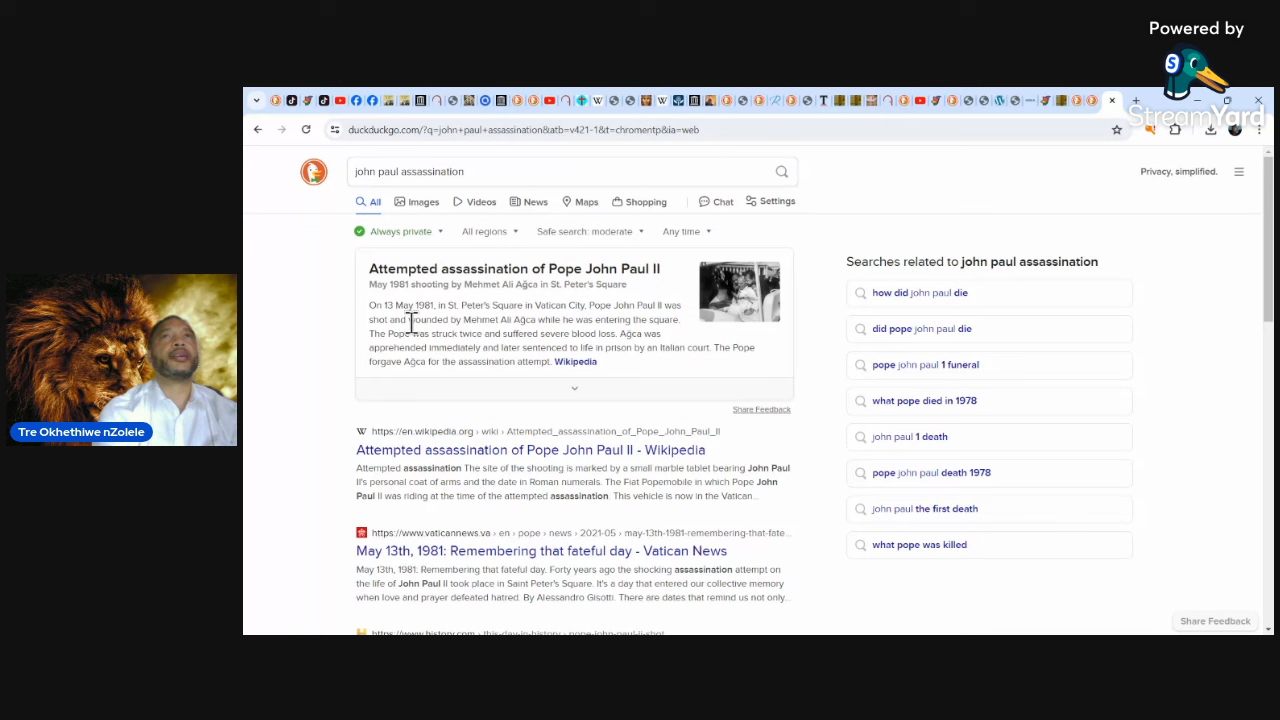 Powered by
S
StreamYard
duckduckgo.com/?q=john+paul+assassination&atb=v421-1&t=chromentp&ia=web
john paul assassination
Privacy, simplified.
All Images Videos News Maps Shopping Chat Settings
Always private All regions Safe search: moderate Any time
Attempted assassination of Pope John Paul II
May 1981 shooting by Mehmet Ali Ağca in St. Peter's Square
On 13 May 1981, in St. Peter's Square in Vatican City, Pope John Paul II was
shot and wounded by Mehmet Ali Ağca while he was entering the square.
The Pope was struck twice and suffered severe blood loss. Ağca was
apprehended immediately and later sentenced to life in prison by an Italian court. The Pope
forgave Ağca for the assassination attempt. Wikipedia
Share Feedback
W https://en.wikipedia.org › wiki › Attempted_assassination_of_Pope_John_Paul_II
Attempted assassination of Pope John Paul II - Wikipedia
Attempted assassination The site of the shooting is marked by a small marble tablet bearing John Paul
II's personal coat of arms and the date in Roman numerals. The Fiat Popemobile in which Pope John
Paul II was riding at the time of the attempted assassination. This vehicle is now in the Vatican...
https://www.vaticannews.va › en › pope › news › 2021-05 › may-13th-1981-remembering-that-fate...
May 13th, 1981: Remembering that fateful day - Vatican News
May 13th, 1981: Remembering that fateful day. Forty years ago the shocking assassination attempt on
the life of John Paul II took place in Saint Peter's Square. It's a day that entered our collective memory
when love and prayer defeated hatred. By Alessandro Gisotti. There are dates that remind us not only...
https://www.history.com › this-day-in-history › pope-john-paul-ii-shot
Searches related to john paul assassination
how did john paul die
did pope john paul die
pope john paul 1 funeral
what pope died in 1978
john paul 1 death
pope john paul death 1978
john paul the first death
what pope was killed
Share Feedback
Tre Okhethiwe nZolele